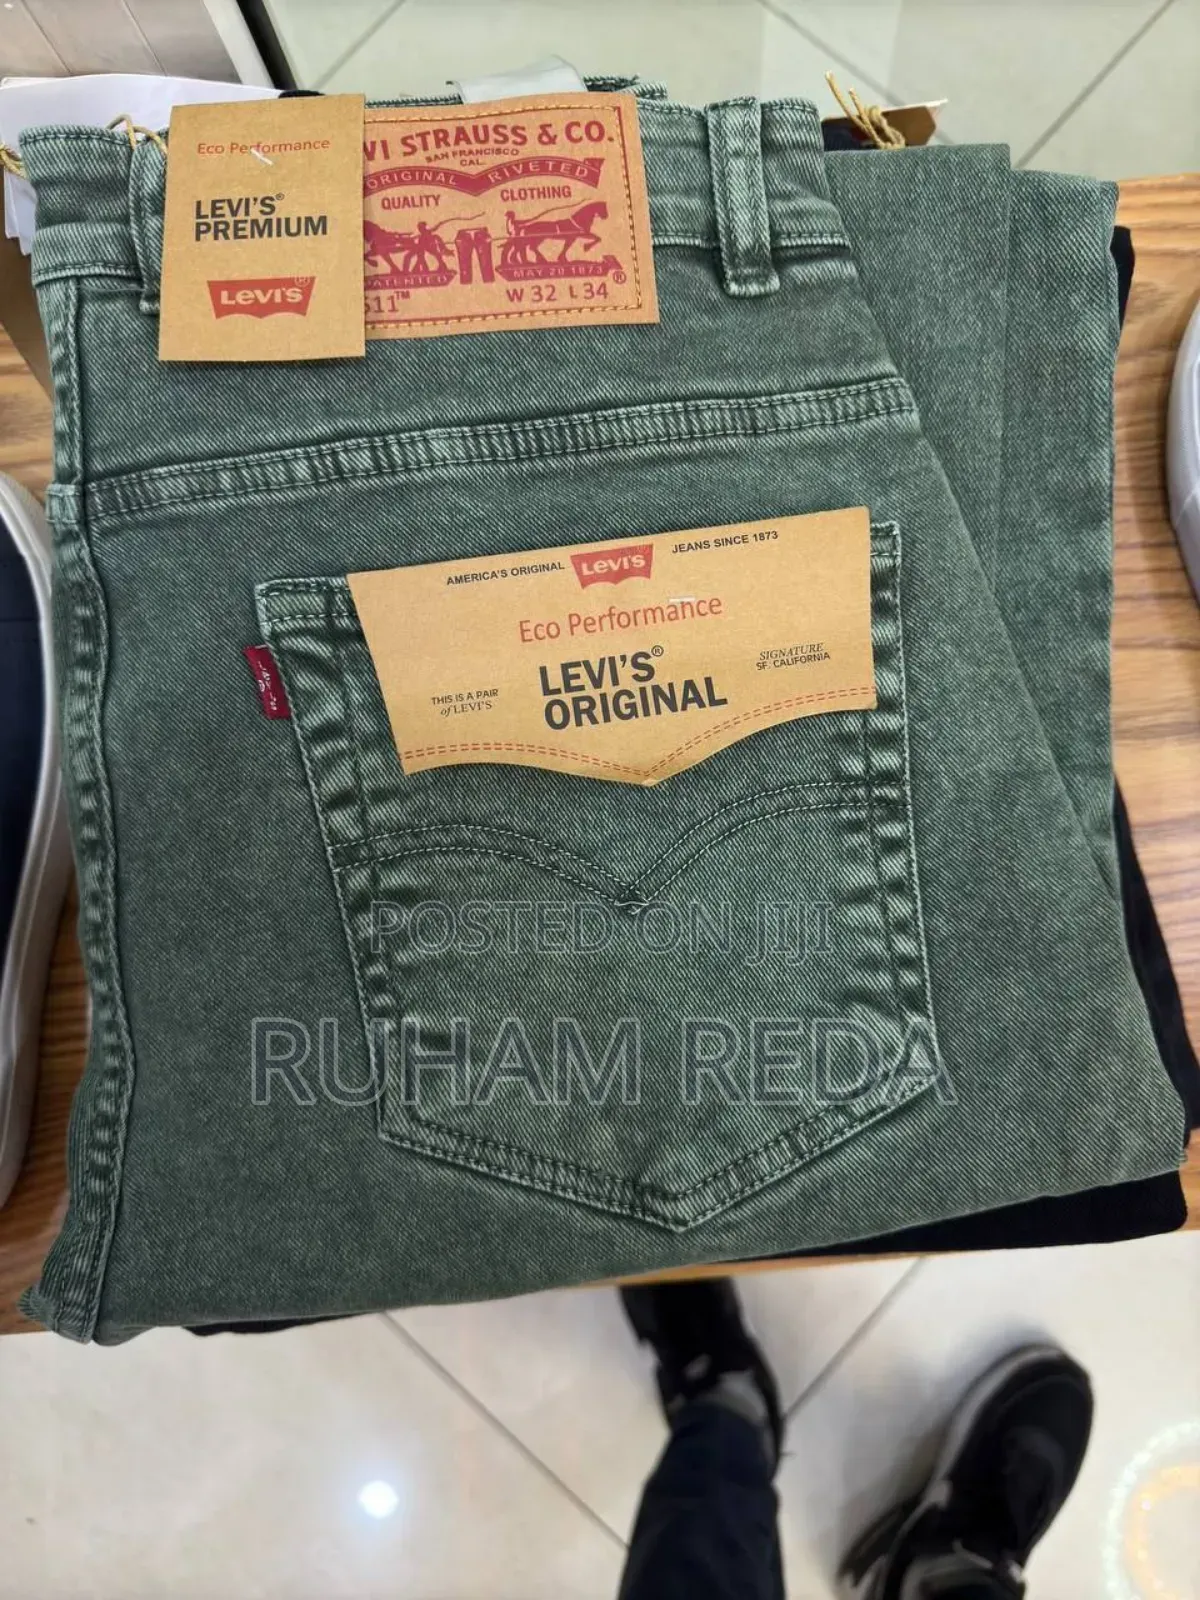 Eco Performance
LEVI'S®
PREMIUM
Levi's®
VI STRAUSS & CO.
SAN FRANCISCO
CAL.
ORIGINAL RIVETED
QUALITY CLOTHING
PATENTED MAY 20 1873 ®
511™ W 32 L 34
AMERICA'S ORIGINAL Levi's JEANS SINCE 1873
Eco Performance
THIS IS A PAIR
of LEVI'S
LEVI'S®
ORIGINAL
SIGNATURE
SF. CALIFORNIA
POSTED ON JIJI
RUHAM REDA